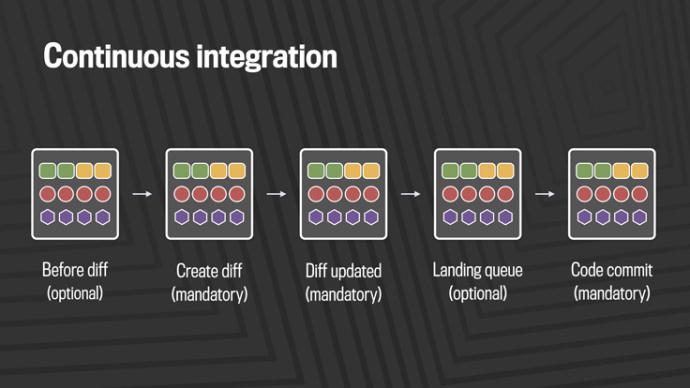 Continuous integration
Before diff
(optional)
Create diff
(mandatory)
Diff updated
(mandatory)
Landing queue
(optional)
Code commit
(mandatory)